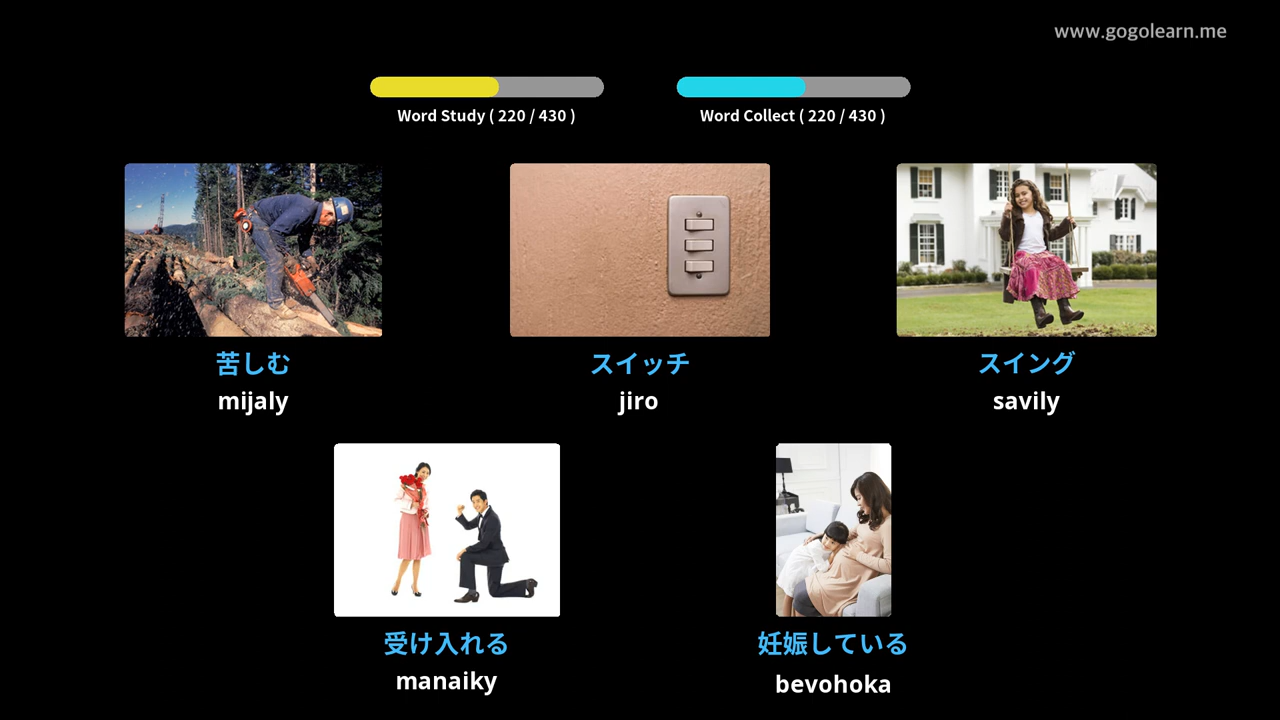 www.gogolearn.me
Word Study ( 220 / 430 )
Word Collect ( 220 / 430 )
苦しむ
mijaly
スイッチ
jiro
スイング
savily
受け入れる
manaiky
妊娠している
bevohoka